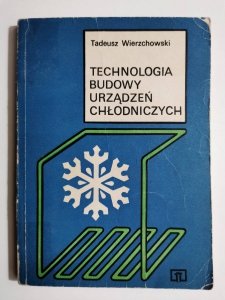 Tadeusz Wierzchowski
TECHNOLOGIA
BUDOWY
URZĄDZEŃ
CHŁODNICZYCH